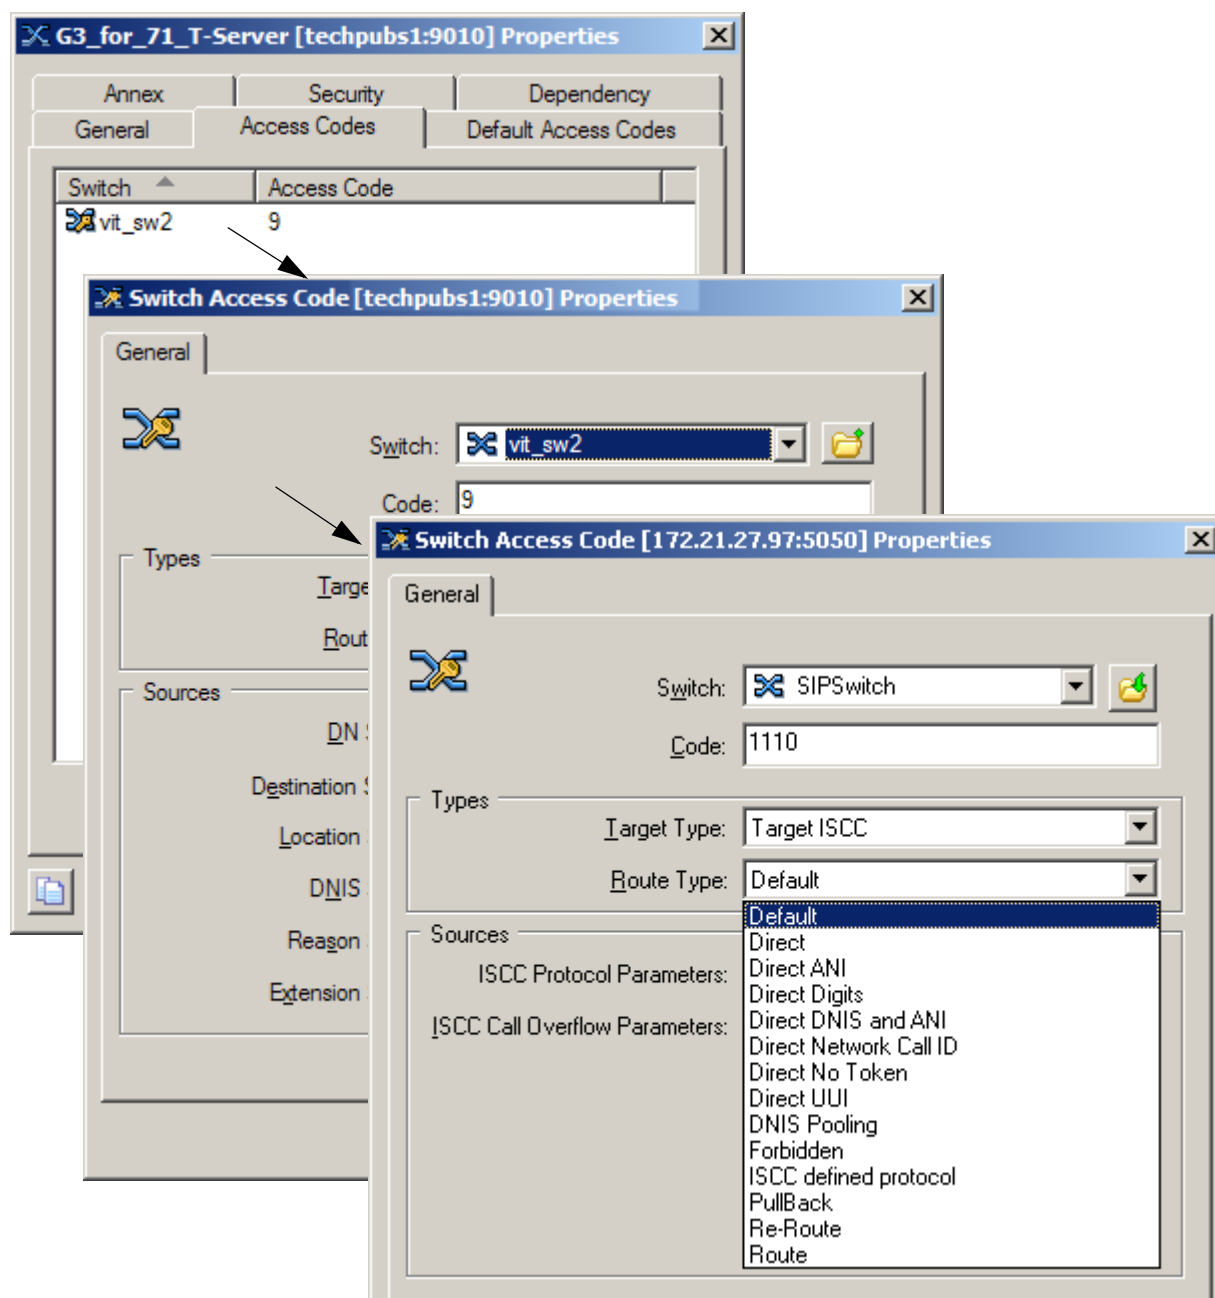 G3_for_71_T-Server [techpubs1:9010] Properties
Annex Security Dependency
General Access Codes Default Access Codes
Switch Access Code
vit_sw2 9
Switch Access Code [techpubs1:9010] Properties
General
Switch: vit_sw2
Code: 9
Types
Targe
Rout
Sources
DN
Destination
Location
DNIS
Reason
Extension
Switch Access Code [172.21.27.97:5050] Properties
General
Switch: SIPSwitch
Code: 1110
Types
Target Type: Target ISCC
Route Type: Default
Sources
ISCC Protocol Parameters:
ISCC Call Overflow Parameters:
Default
Direct
Direct ANI
Direct Digits
Direct DNIS and ANI
Direct Network Call ID
Direct No Token
Direct UUI
DNIS Pooling
Forbidden
ISCC defined protocol
PullBack
Re-Route
Route